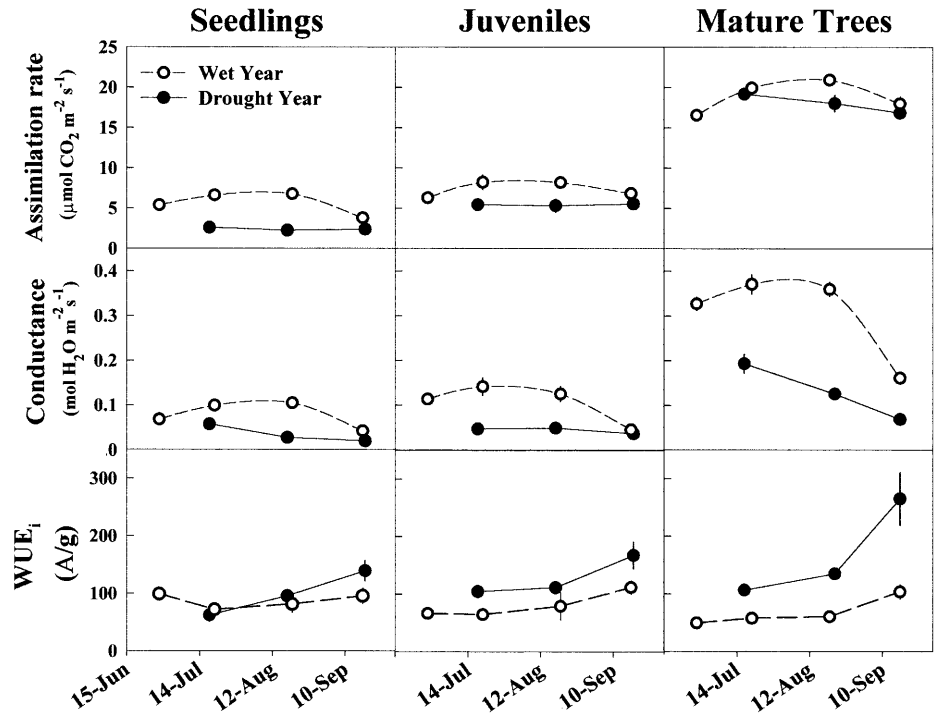 Seedlings Juveniles Mature Trees
Assimilation rate
(μmol CO2 m-2 s-1)
25
20
15
10
5
0
Wet Year
Drought Year
Conductance
(mol H2O m-2 s-1)
0.4
0.3
0.2
0.1
0
WUEi
(A/g)
300
200
100
0
15-Jun 14-Jul 12-Aug 10-Sep 14-Jul 12-Aug 10-Sep 14-Jul 12-Aug 10-Sep